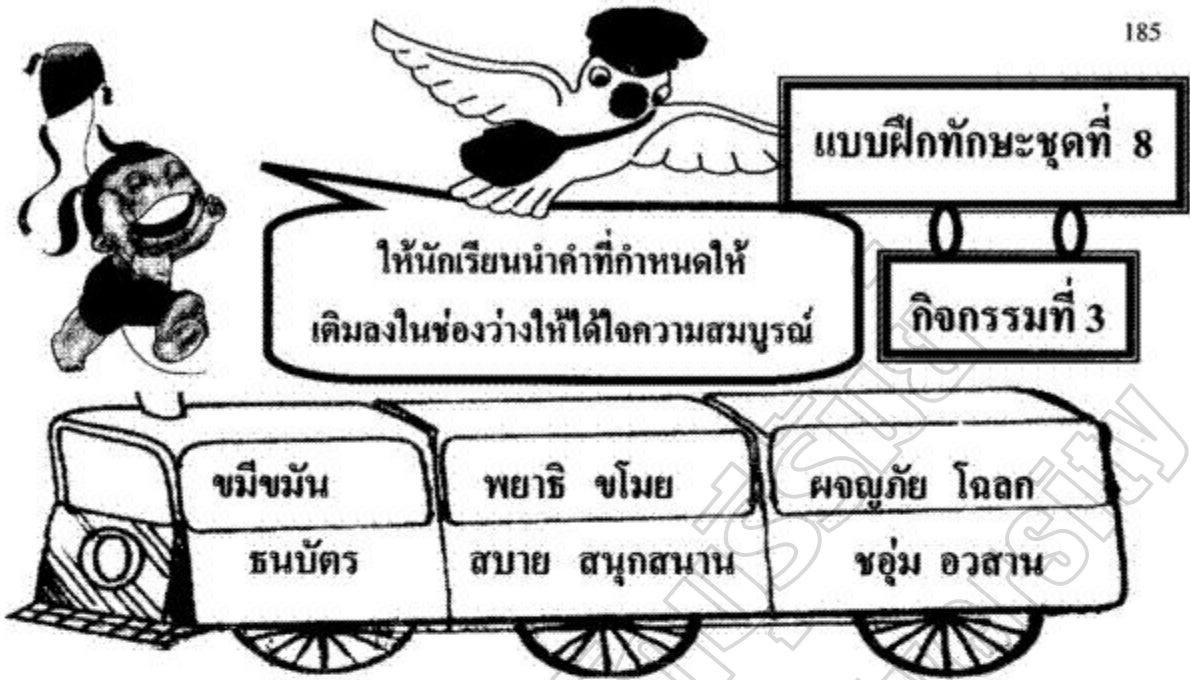 185
แบบฝึกทักษะชุดที่ 8
ให้นักเรียนนำคำที่กำหนดให้
เติมลงในช่องว่างให้ได้ใจความสมบูรณ์
กิจกรรมที่ 3
ขมีขมัน พยาธิ ขโมย ผจญภัย โฉลก
ธนบัตร สบาย สนุกสนาน ชอุ่ม อวสาน